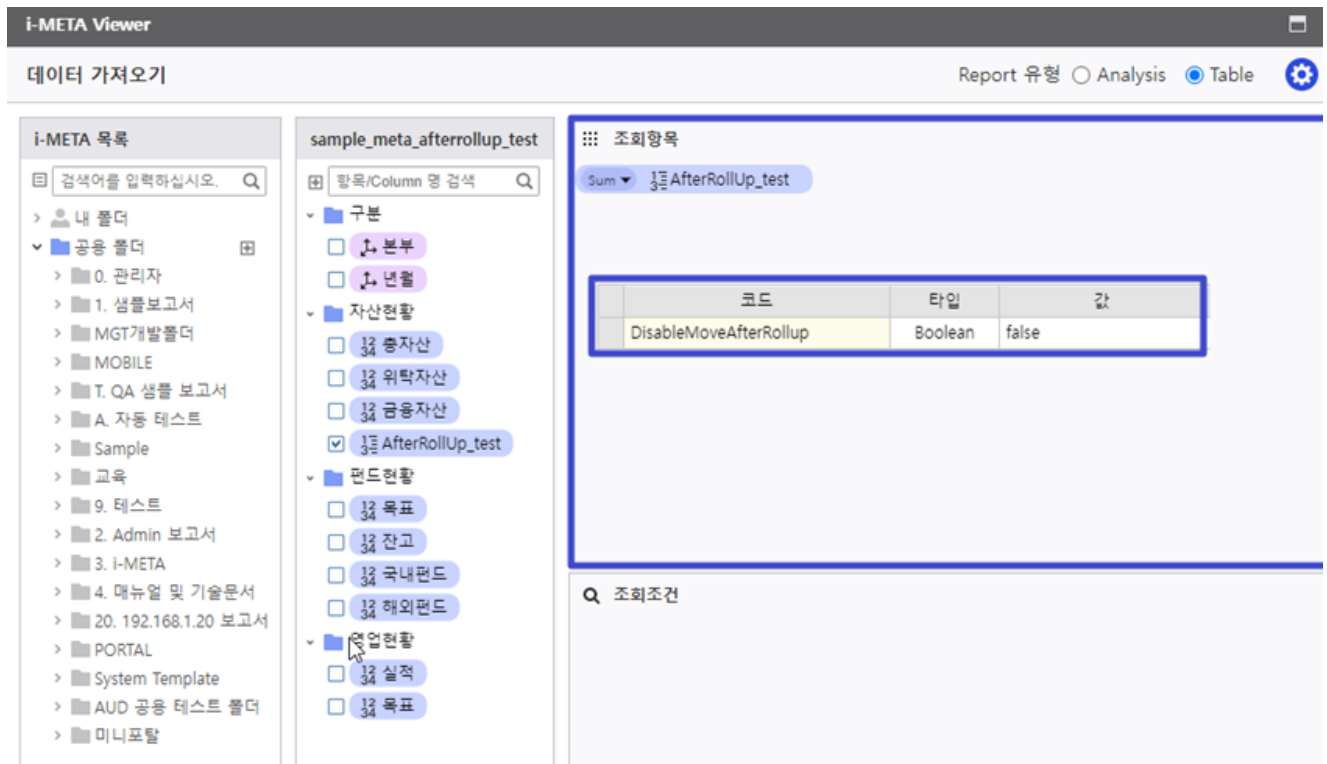 i-META Viewer
데이터 가져오기
Report 유형 Analysis Table
i-META 목록
검색어를 입력하십시오.
내 폴더
공용 폴더
0. 관리자
1. 샘플보고서
MGT개발폴더
MOBILE
T. QA 샘플 보고서
A. 자동 테스트
Sample
교육
9. 테스트
2. Admin 보고서
3. i-META
4. 매뉴얼 및 기술문서
20. 192.168.1.20 보고서
PORTAL
System Template
AUD 공용 테스트 폴더
미니포탈
sample_meta_afterrollup_test
항목/Column 명 검색
구분
본부
년월
자산현황
총자산
위탁자산
금융자산
AfterRollUp_test
펀드현황
목표
잔고
국내펀드
해외펀드
영업현황
실적
목표
조회항목
Sum AfterRollUp_test
코드 타입 값
DisableMoveAfterRollup Boolean false
조회조건